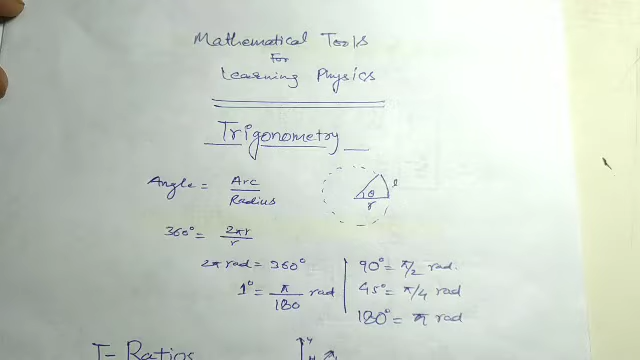 Mathematical Tools
For
Learning Physics
Trigonometry
Angle = Arc / Radius
θ
l
r
360° = 2πr / r
2π rad = 360°
1° = π / 180 rad
90° = π/2 rad.
45° = π/4 rad
180° = π rad
T- Ratios
y